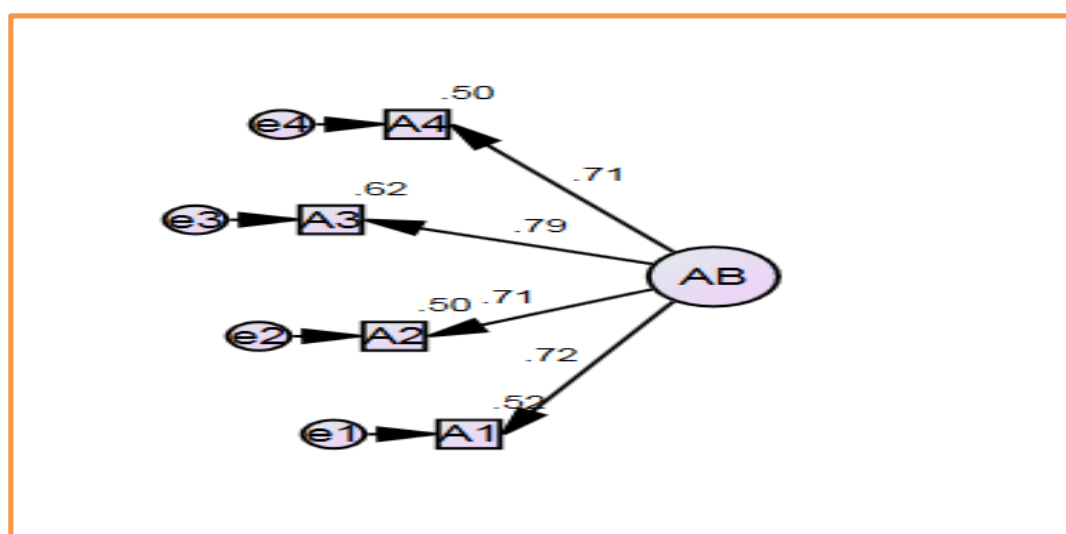 .50
e4 A4
.71
.62
e3 A3
.79
AB
.50 .71
e2 A2
.72
.52
e1 A1